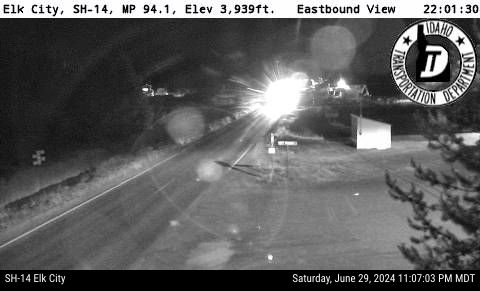 Elk City, SH-14, MP 94.1, Elev 3,939ft.   Eastbound View   22:01:30
IDAHO
TRANSPORTATION DEPARTMENT
SH-14 Elk City
Saturday, June 29, 2024 11:07:03 PM MDT